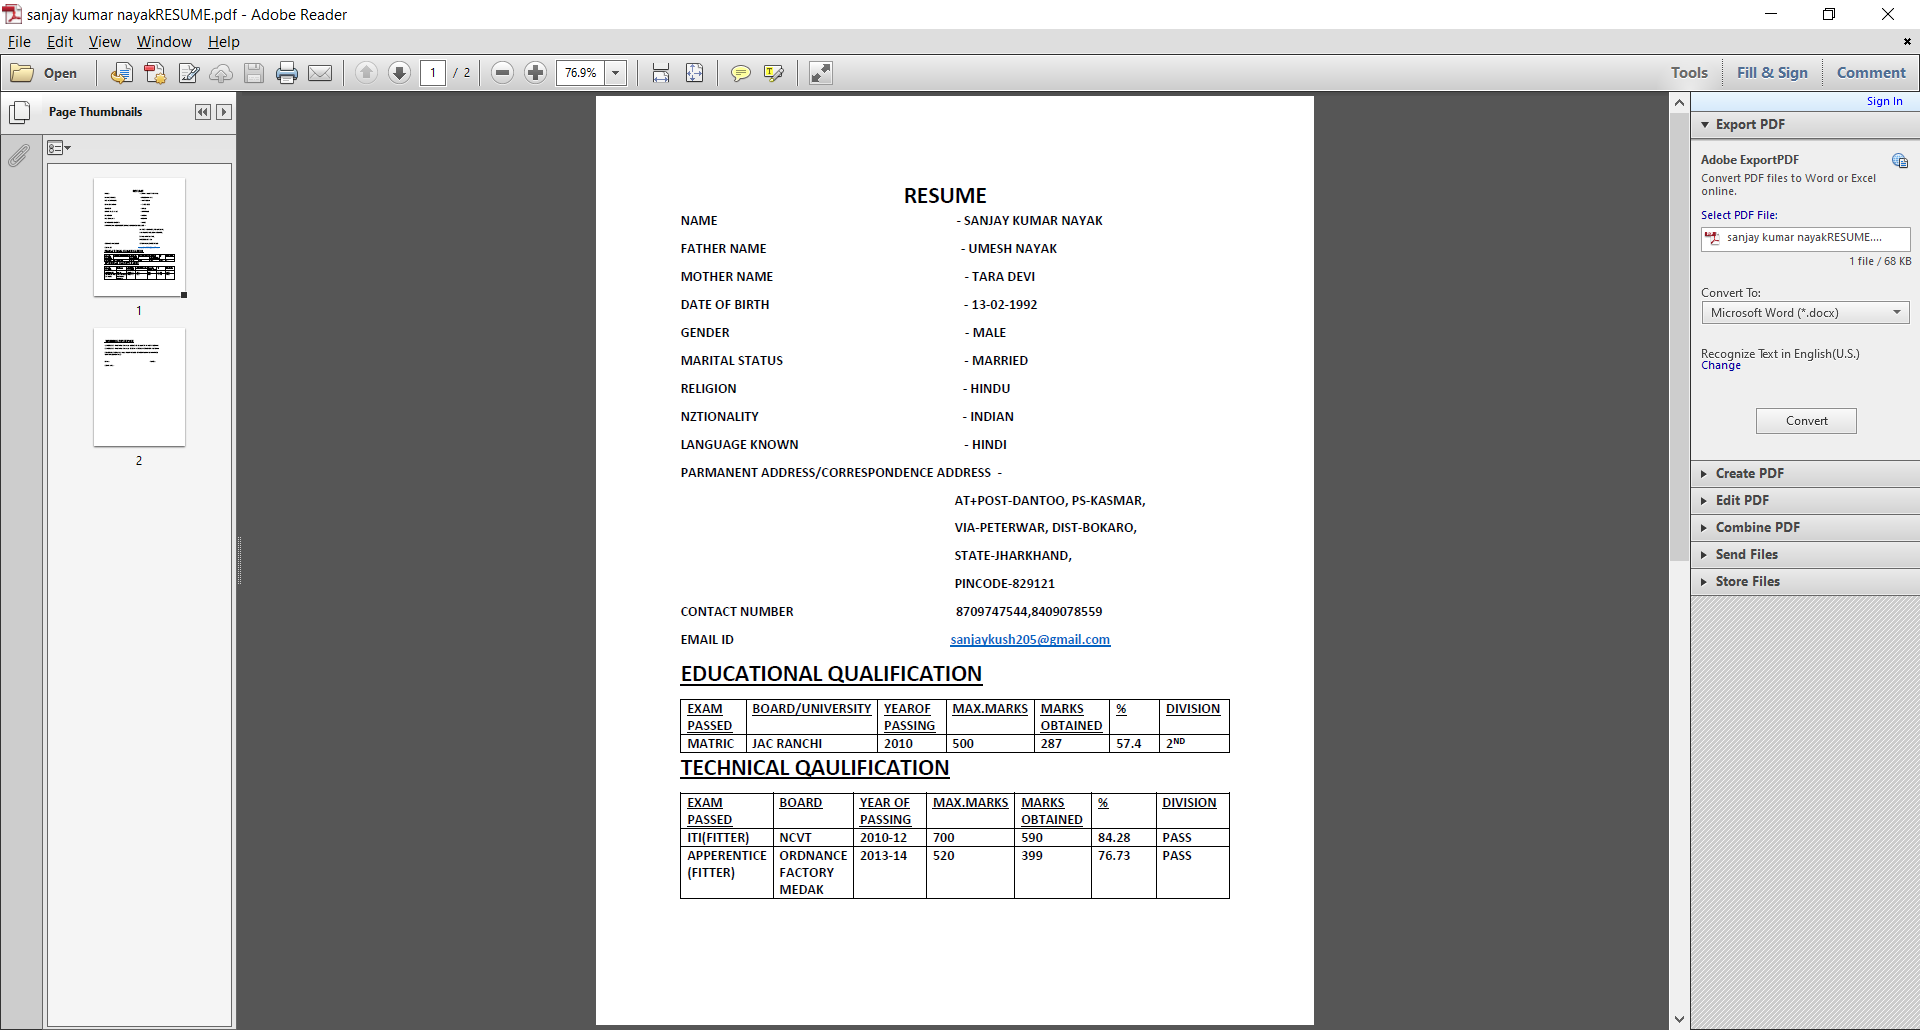 sanjay kumar nayakRESUME.pdf - Adobe Reader
File Edit View Window Help
Open 1 / 2 76.9% Tools Fill & Sign Comment
Page Thumbnails
1
2
RESUME
NAME - SANJAY KUMAR NAYAK
FATHER NAME - UMESH NAYAK
MOTHER NAME - TARA DEVI
DATE OF BIRTH - 13-02-1992
GENDER - MALE
MARITAL STATUS - MARRIED
RELIGION - HINDU
NZTIONALITY - INDIAN
LANGUAGE KNOWN - HINDI
PARMANENT ADDRESS/CORRESPONDENCE ADDRESS -
AT+POST-DANTOO, PS-KASMAR,
VIA-PETERWAR, DIST-BOKARO,
STATE-JHARKHAND,
PINCODE-829121
CONTACT NUMBER 8709747544,8409078559
EMAIL ID sanjaykush205@gmail.com
EDUCATIONAL QUALIFICATION
EXAM PASSED BOARD/UNIVERSITY YEAROF PASSING MAX.MARKS MARKS OBTAINED % DIVISION
MATRIC JAC RANCHI 2010 500 287 57.4 2ND
TECHNICAL QAULIFICATION
EXAM PASSED BOARD YEAR OF PASSING MAX.MARKS MARKS OBTAINED % DIVISION
ITI(FITTER) NCVT 2010-12 700 590 84.28 PASS
APPERENTICE (FITTER) ORDNANCE FACTORY MEDAK 2013-14 520 399 76.73 PASS
Sign In
Export PDF
Adobe ExportPDF
Convert PDF files to Word or Excel
online.
Select PDF File:
sanjay kumar nayakRESUME....
1 file / 68 KB
Convert To:
Microsoft Word (*.docx)
Recognize Text in English(U.S.)
Change
Convert
Create PDF
Edit PDF
Combine PDF
Send Files
Store Files